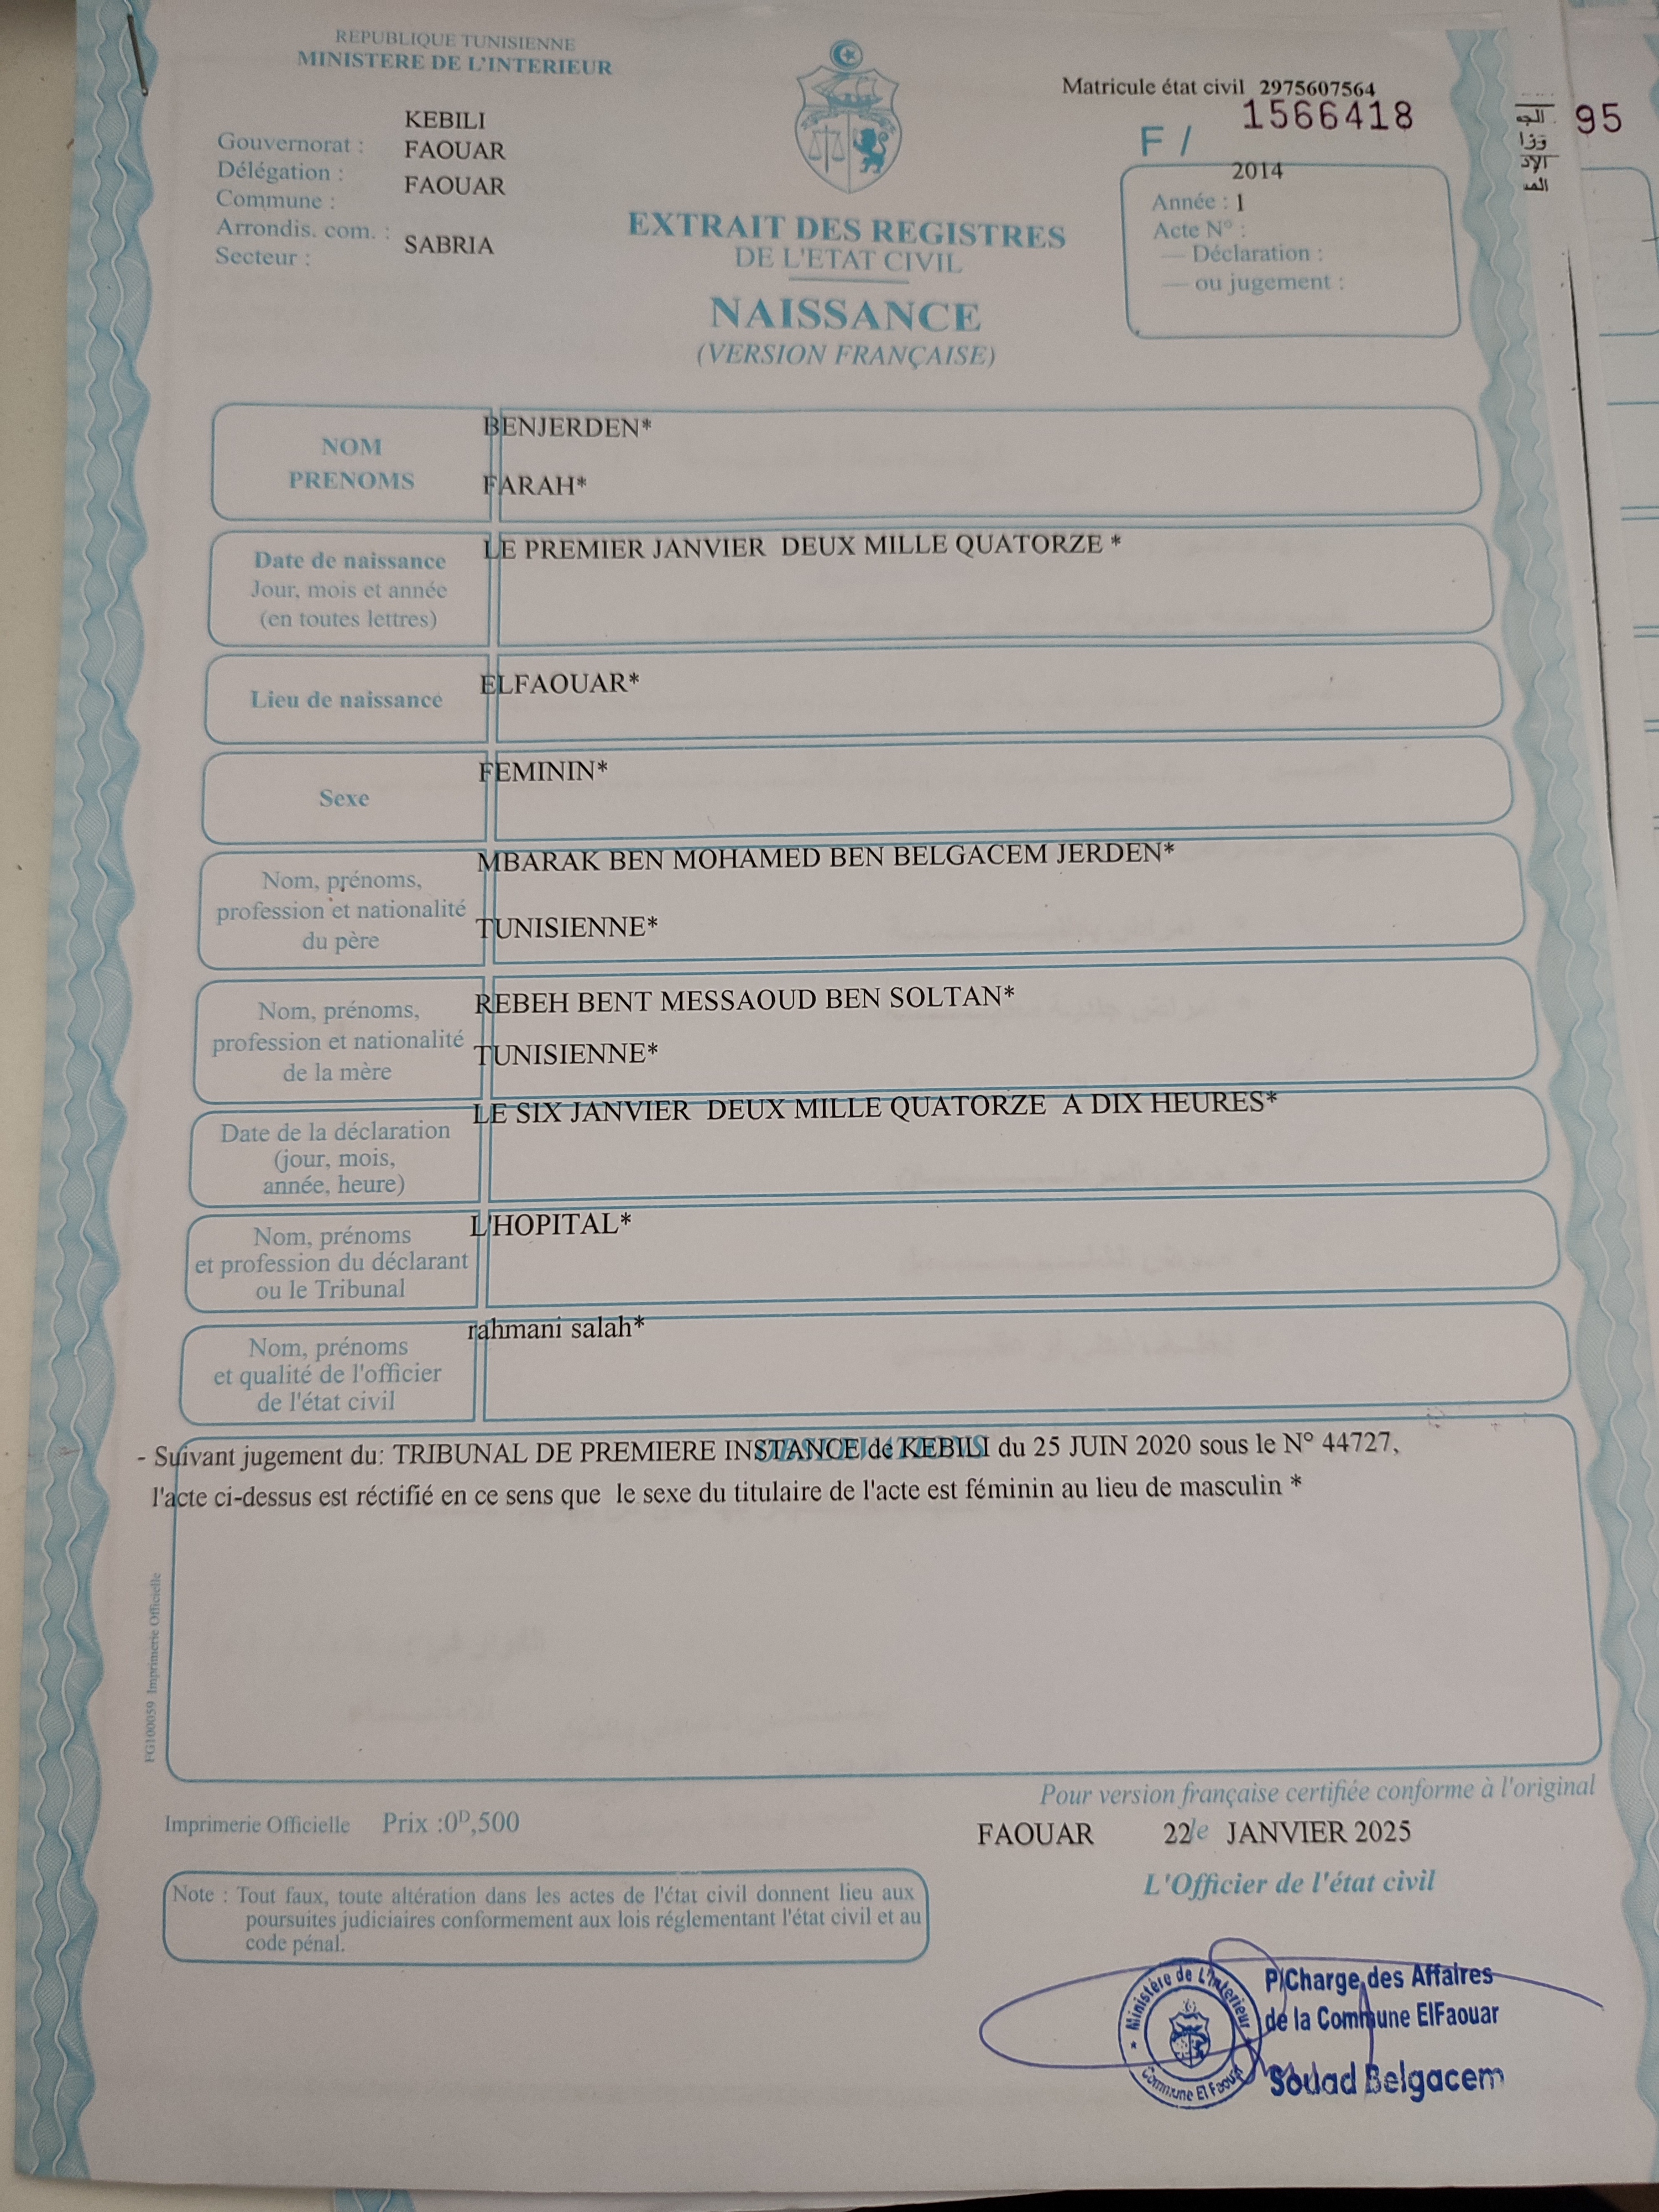 REPUBLIQUE TUNISIENNE
MINISTERE DE L'INTERIEUR
Matricule état civil 2975607564
F / 1566418
95
KEBILI
Gouvernorat :
FAOUAR
Délégation :
FAOUAR
Commune :
Arrondis. com. :
SABRIA
Secteur :
2014
Année : 1
Acte N° :
— Déclaration :
— ou jugement :
EXTRAIT DES REGISTRES
DE L'ETAT CIVIL
NAISSANCE
(VERSION FRANÇAISE)
NOM
PRENOMS
BENJERDEN*
FARAH*
Date de naissance
Jour, mois et année
(en toutes lettres)
LE PREMIER JANVIER DEUX MILLE QUATORZE *
Lieu de naissance
ELFAOUAR*
Sexe
FEMININ*
Nom, prénoms,
profession et nationalité
du père
MBARAK BEN MOHAMED BEN BELGACEM JERDEN*
TUNISIENNE*
Nom, prénoms,
profession et nationalité
de la mère
REBEH BENT MESSAOUD BEN SOLTAN*
TUNISIENNE*
Date de la déclaration
(jour, mois,
année, heure)
LE SIX JANVIER DEUX MILLE QUATORZE A DIX HEURES*
Nom, prénoms
et profession du déclarant
ou le Tribunal
L'HOPITAL*
Nom, prénoms
et qualité de l'officier
de l'état civil
rahmani salah*
- Suivant jugement du: TRIBUNAL DE PREMIERE INSTANCE de KEBILI du 25 JUIN 2020 sous le N° 44727,
l'acte ci-dessus est réctifié en ce sens que le sexe du titulaire de l'acte est féminin au lieu de masculin *
FG100059 Imprimerie Officielle
Pour version française certifiée conforme à l'original
Imprimerie Officielle Prix :0D,500
FAOUAR 22 le JANVIER 2025
L'Officier de l'état civil
Note : Tout faux, toute altération dans les actes de l'état civil donnent lieu aux
poursuites judiciaires conformement aux lois réglementant l'état civil et au
code pénal.
Ministère de L'Interieur
Commune El Faouar
P/Charge des Affaires
de la Commune ElFaouar
Souad Belgacem